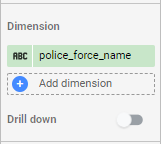 Dimension
ABC police_force_name
Add dimension
Drill down